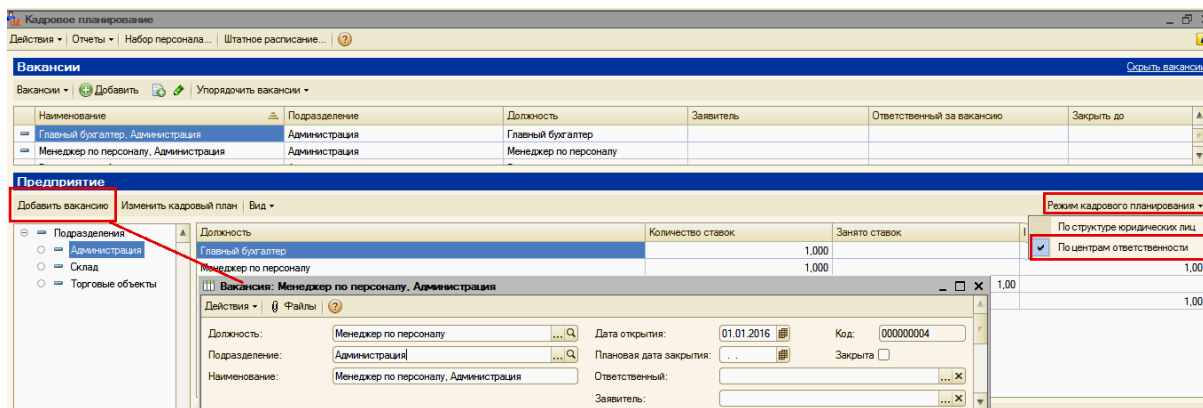 Кадровое планирование
Действия Отчеты Набор персонала... Штатное расписание...
Вакансии Скрыть вакансии
Вакансии Добавить Упорядочить вакансии
Наименование Подразделение Должность Заявитель Ответственный за вакансию Закрыть до
Главный бухгалтер, Администрация Администрация Главный бухгалтер
Менеджер по персоналу, Администрация Администрация Менеджер по персоналу
Предприятие
Добавить вакансию Изменить кадровый план Вид Режим кадрового планирования
Подразделения Должность Количество ставок Занято ставок По структуре юридических лиц
Администрация Главный бухгалтер 1,000 По центрам ответственности
Склад Менеджер по персоналу 1,000 1,00
Торговые объекты Вакансия: Менеджер по персоналу, Администрация 1,00
Действия Файлы 1,00
Должность: Менеджер по персоналу Дата открытия: 01.01.2016 Код: 000000004
Подразделение: Администрация Плановая дата закрытия: . . Закрыта
Наименование: Менеджер по персоналу, Администрация Ответственный:
Заявитель: